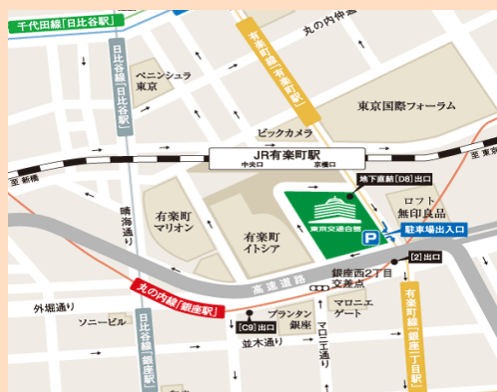 千代田線「日比谷駅」
日比谷線「日比谷駅」
有楽町線「有楽町駅」
丸の内仲
ペニンシュラ
東京
東京国際フォーラム
ビックカメラ
JR有楽町駅
中央口
京橋口
至 新橋
至 東京
地下直結[D8]出口
ロフト
無印良品
東京交通会館
P
駐車場出入口
晴海通り
有楽町
マリオン
有楽町
イトシア
[2]出口
銀座西2丁目
交差点
高速道路
丸の内線「銀座駅」
外堀通り
マロニエ
ゲート
ソニービル
プランタン
銀座
[C9]出口
並木通り
マロニエ通り
日比谷線「銀座駅」
有楽町線「銀座一丁目駅」